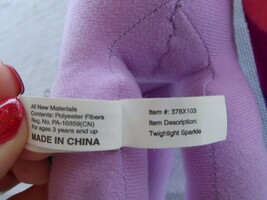 All New Materials
Contents: Polyester Fibers
Reg. No. PA-16859(CN)
For ages 3 years and up
MADE IN CHINA
Item #: 378X103
Item Description:
Twighlight Sparkle